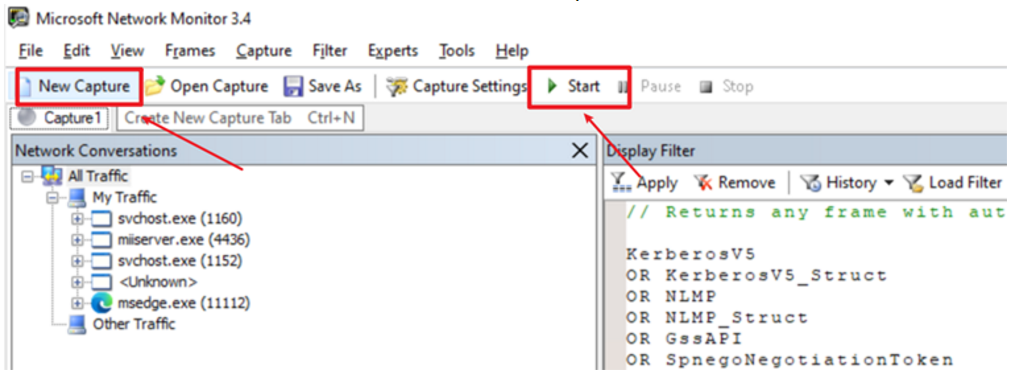 Microsoft Network Monitor 3.4
File Edit View Frames Capture Filter Experts Tools Help
New Capture Open Capture Save As Capture Settings Start Pause Stop
Capture1 Create New Capture Tab Ctrl+N
Network Conversations
All Traffic
My Traffic
svchost.exe (1160)
miiserver.exe (4436)
svchost.exe (1152)
<Unknown>
msedge.exe (11112)
Other Traffic
Display Filter
Apply Remove History Load Filter
// Returns any frame with aut
KerberosV5
OR KerberosV5_Struct
OR NLMP
OR NLMP_Struct
OR GssAPI
OR SpnegoNegotiationToken